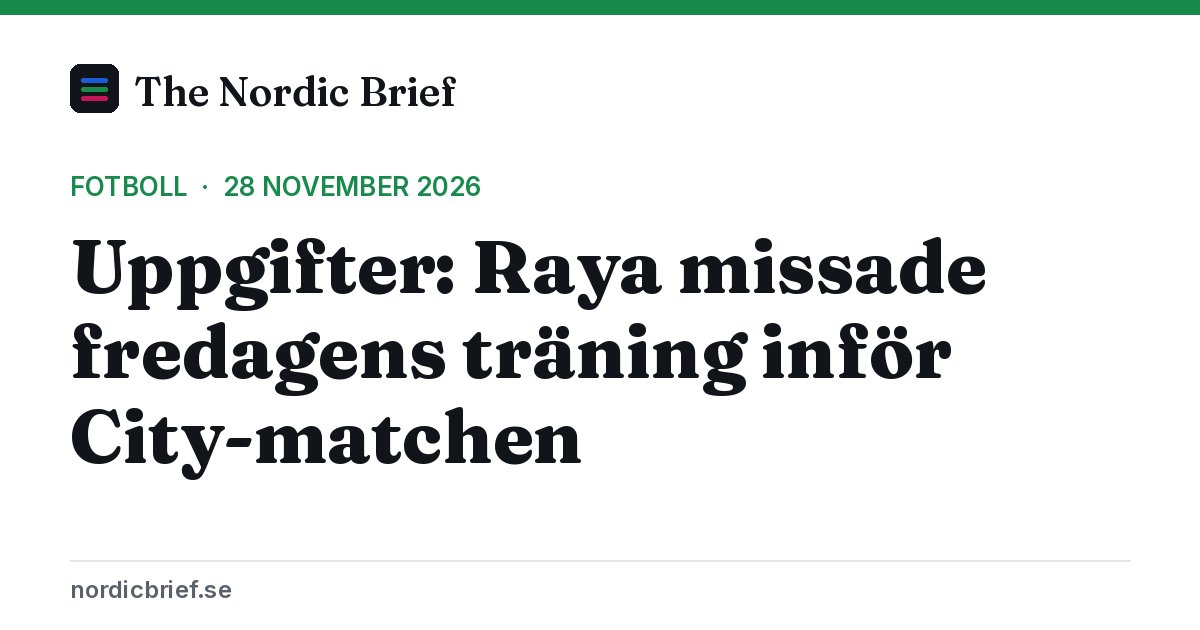 The Nordic Brief
FOTBOLL · 28 NOVEMBER 2026
Uppgifter: Raya missade
fredagens träning inför
City-matchen
nordicbrief.se